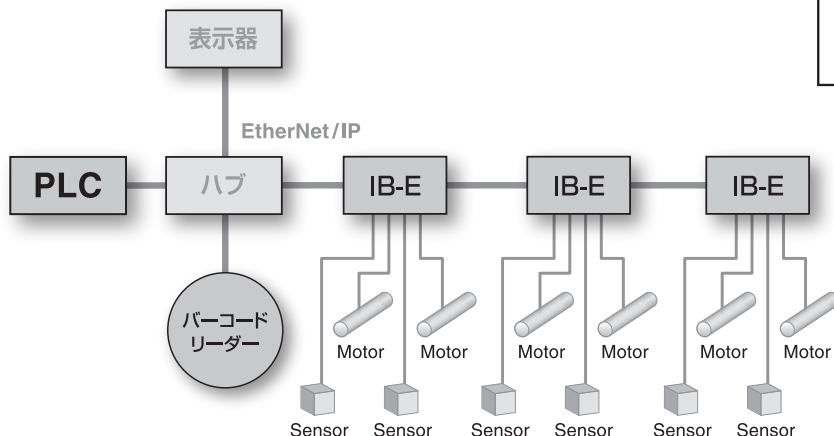 表示器
EtherNet/IP
PLC
ハブ
IB-E
IB-E
IB-E
バーコード
リーダー
Motor
Motor
Motor
Motor
Motor
Motor
Sensor
Sensor
Sensor
Sensor
Sensor
Sensor